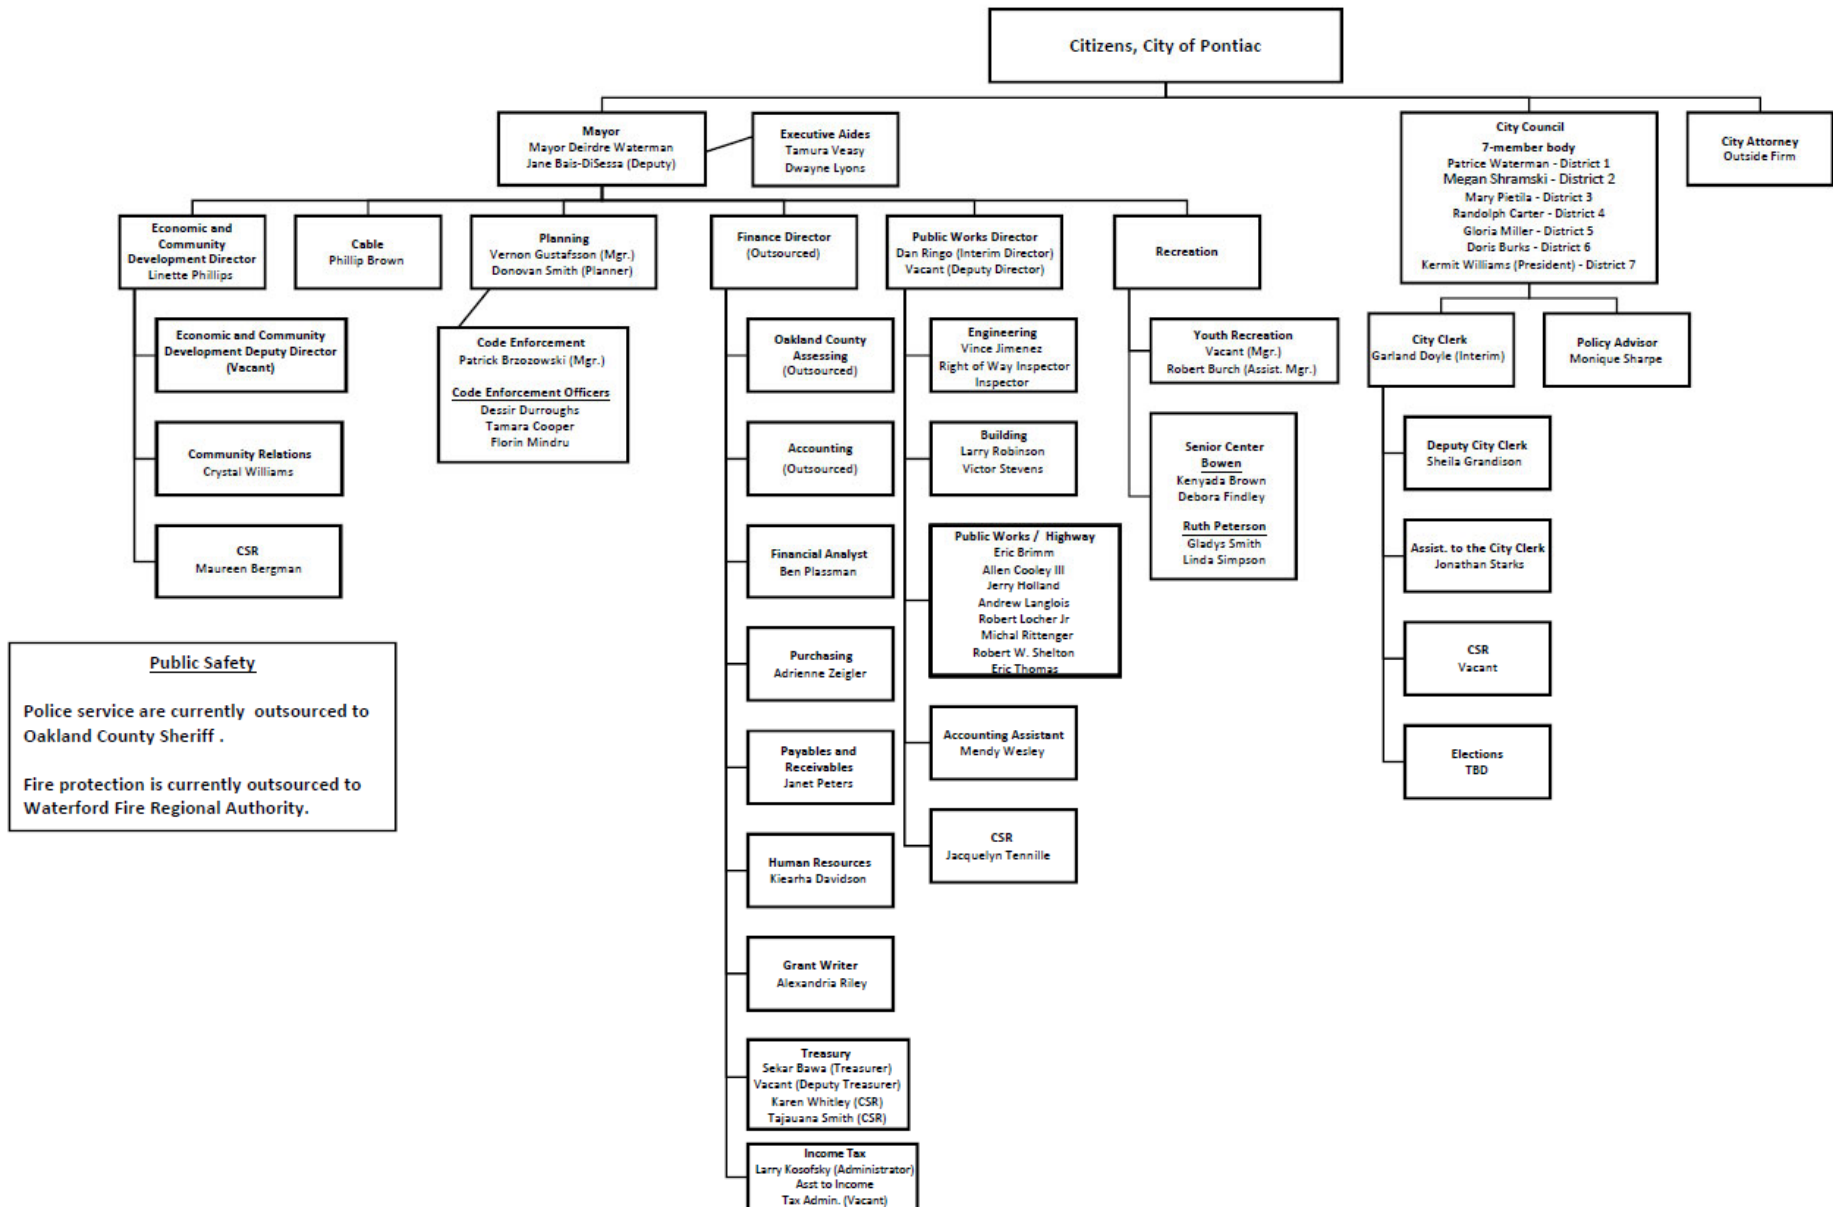 Citizens, City of Pontiac
Mayor
Mayor Deirdre Waterman
Jane Bais-DiSessa (Deputy)
Executive Aides
Tamura Veasy
Dwayne Lyons
City Council
7-member body
Patrice Waterman - District 1
Megan Shramski - District 2
Mary Pietila - District 3
Randolph Carter - District 4
Gloria Miller - District 5
Doris Burks - District 6
Kermit Williams (President) - District 7
City Attorney
Outside Firm
Economic and
Community
Development Director
Linette Phillips
Cable
Phillip Brown
Planning
Vernon Gustafsson (Mgr.)
Donovan Smith (Planner)
Finance Director
(Outsourced)
Public Works Director
Dan Ringo (Interim Director)
Vacant (Deputy Director)
Recreation
Economic and Community
Development Deputy Director
(Vacant)
Community Relations
Crystal Williams
CSR
Maureen Bergman
Code Enforcement
Patrick Brzozowski (Mgr.)
Code Enforcement Officers
Dessir Durroughs
Tamara Cooper
Florin Mindru
Oakland County
Assessing
(Outsourced)
Accounting
(Outsourced)
Financial Analyst
Ben Plassman
Purchasing
Adrienne Zeigler
Payables and
Receivables
Janet Peters
Human Resources
Kiearha Davidson
Grant Writer
Alexandria Riley
Treasury
Sekar Bawa (Treasurer)
Vacant (Deputy Treasurer)
Karen Whitley (CSR)
Tajauana Smith (CSR)
Income Tax
Larry Kosofsky (Administrator)
Asst to Income
Tax Admin. (Vacant)
Engineering
Vince Jimenez
Right of Way Inspector
Inspector
Building
Larry Robinson
Victor Stevens
Public Works / Highway
Eric Brimm
Allen Cooley III
Jerry Holland
Andrew Langlois
Robert Locher Jr
Michal Rittenger
Robert W. Shelton
Eric Thomas
Accounting Assistant
Mendy Wesley
CSR
Jacquelyn Tennille
Youth Recreation
Vacant (Mgr.)
Robert Burch (Assist. Mgr.)
Senior Center
Bowen
Kenyada Brown
Debora Findley
Ruth Peterson
Gladys Smith
Linda Simpson
City Clerk
Garland Doyle (Interim)
Policy Advisor
Monique Sharpe
Deputy City Clerk
Sheila Grandison
Assist. to the City Clerk
Jonathan Starks
CSR
Vacant
Elections
TBD
Public Safety
Police service are currently outsourced to
Oakland County Sheriff .
Fire protection is currently outsourced to
Waterford Fire Regional Authority.